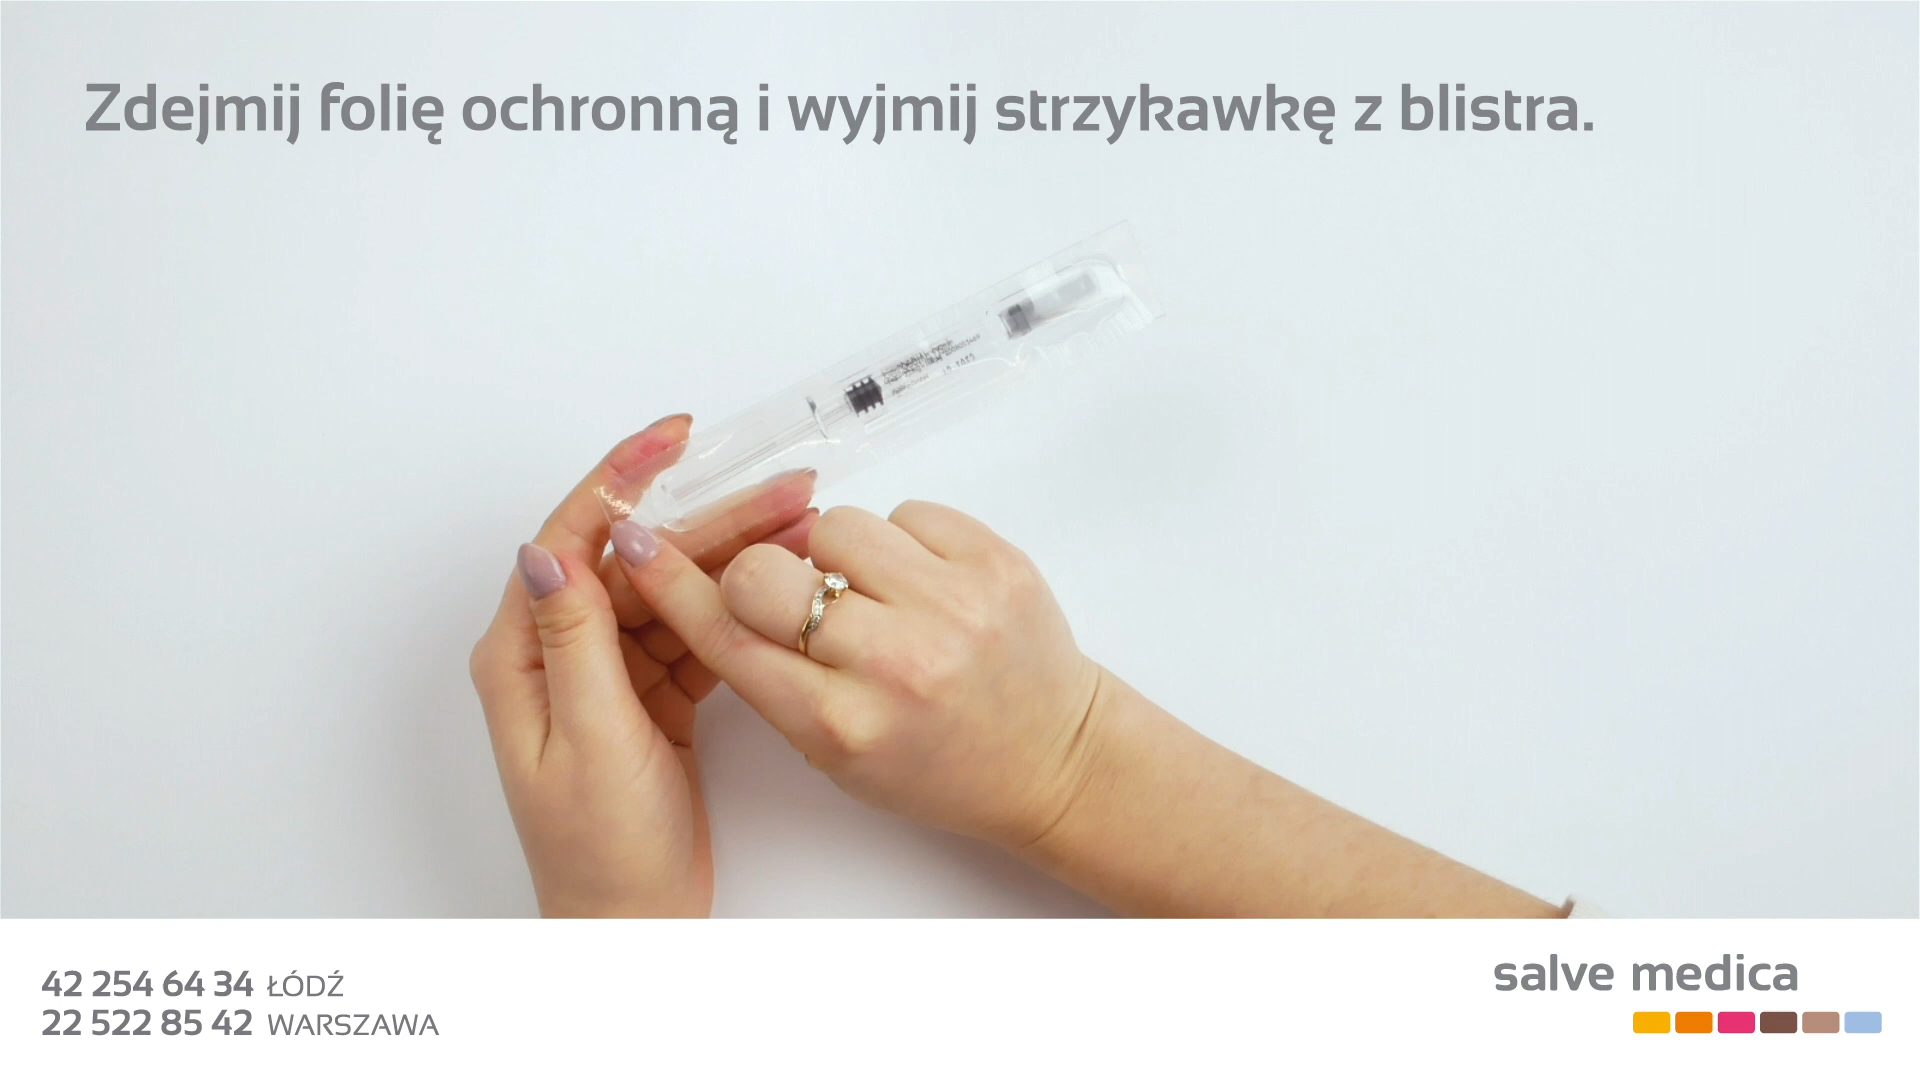 Zdejmij folię ochronną i wyjmij strzykawkę z blistra.
42 254 64 34 ŁÓDŹ
22 522 85 42 WARSZAWA
salve medica